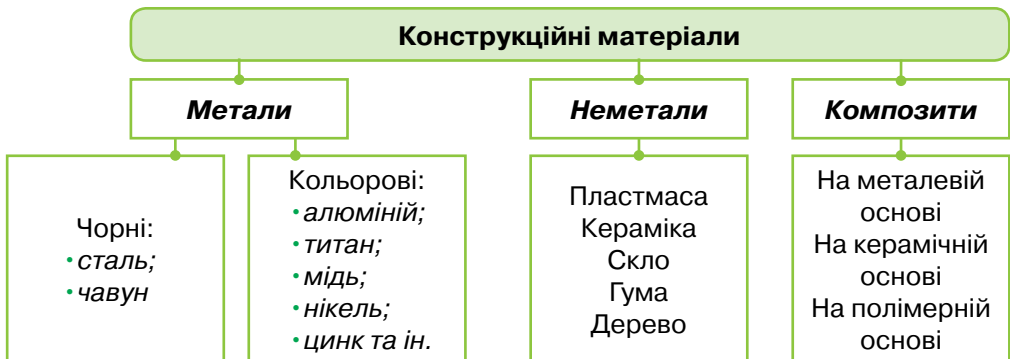 Конструкційні матеріали
Метали
Неметали
Композити
Чорні:
• сталь;
• чавун
Кольорові:
• алюміній;
• титан;
• мідь;
• нікель;
• цинк та ін.
Пластмаса
Кераміка
Скло
Гума
Дерево
На металевій
основі
На керамічній
основі
На полімерній
основі